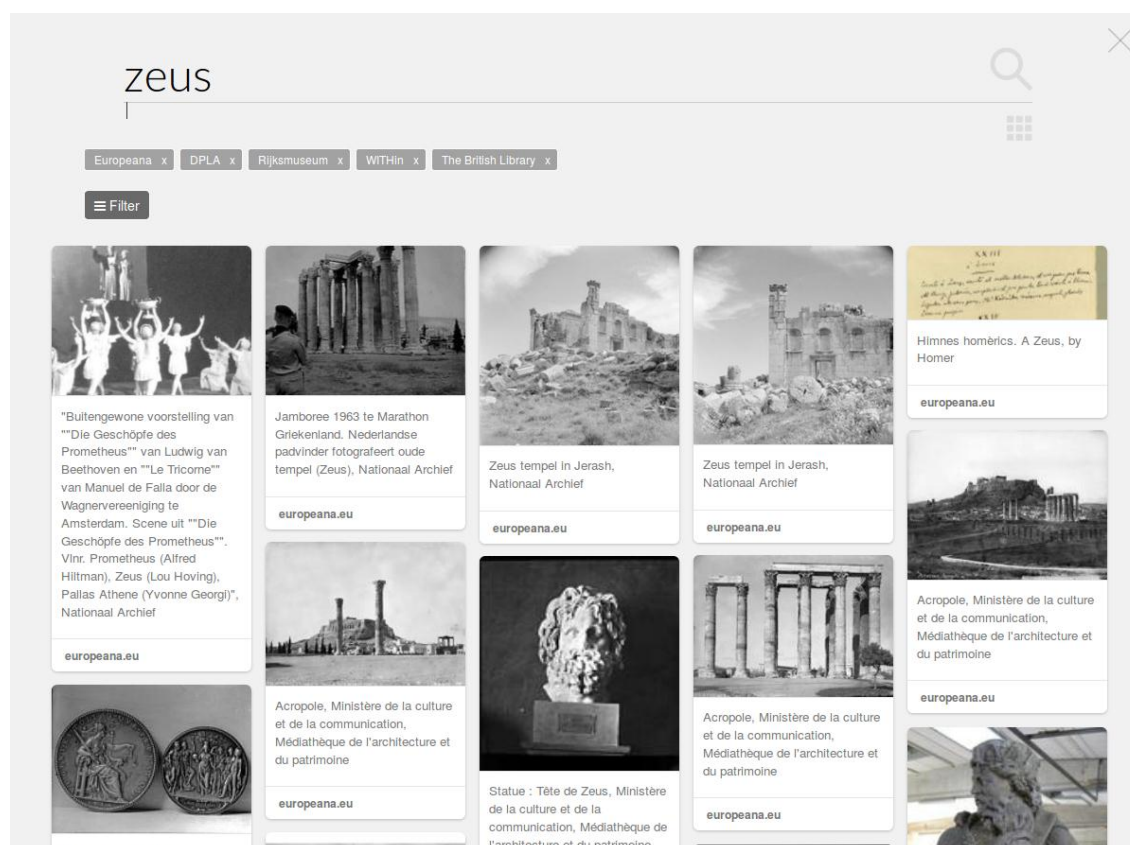 zeus
Europeana x
DPLA x
Rijksmuseum x
WITHin x
The British Library x
Filter
"Buitengewone voorstelling van
""Die Geschöpfe des
Prometheus"" van Ludwig van
Beethoven en ""Le Tricorne""
van Manuel de Falla door de
Wagnervereeniging te
Amsterdam. Scene uit ""Die
Geschöpfe des Prometheus"".
Vlnr. Prometheus (Alfred
Hiltman), Zeus (Lou Hoving),
Pallas Athene (Yvonne Georgi)",
Nationaal Archief
europeana.eu
Jamboree 1963 te Marathon
Griekenland. Nederlandse
padvinder fotografeert oude
tempel (Zeus), Nationaal Archief
europeana.eu
Acropole, Ministère de la culture
et de la communication,
Médiathèque de l'architecture et
du patrimoine
europeana.eu
Zeus tempel in Jerash,
Nationaal Archief
europeana.eu
Statue : Tête de Zeus, Ministère
de la culture et de la
communication, Médiathèque de
l'architecture et du patrimoine
Zeus tempel in Jerash,
Nationaal Archief
europeana.eu
Acropole, Ministère de la culture
et de la communication,
Médiathèque de l'architecture et
du patrimoine
europeana.eu
XXIII
Himnes homèrics. A Zeus, by
Homer
europeana.eu
Acropole, Ministère de la culture
et de la communication,
Médiathèque de l'architecture et
du patrimoine
europeana.eu